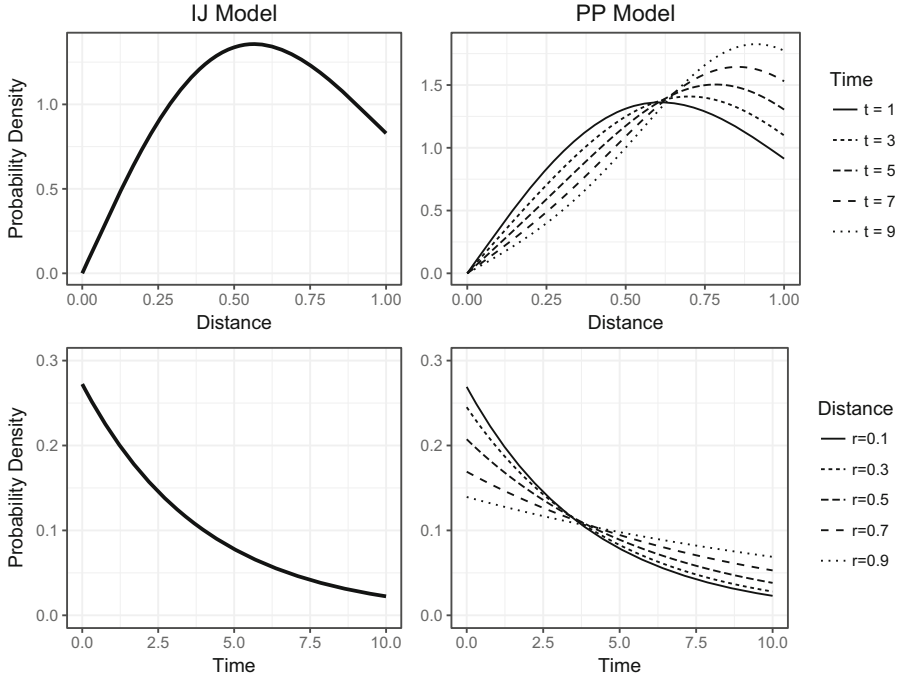 IJ Model
PP Model
Probability Density
0.0
0.5
1.0
0.00
0.25
0.50
0.75
1.00
Distance
0.0
0.5
1.0
1.5
0.00
0.25
0.50
0.75
1.00
Distance
Time
t = 1
t = 3
t = 5
t = 7
t = 9
Probability Density
0.3
0.2
0.1
0.0
0.0
2.5
5.0
7.5
10.0
Time
0.3
0.2
0.1
0.0
0.0
2.5
5.0
7.5
10.0
Time
Distance
r=0.1
r=0.3
r=0.5
r=0.7
r=0.9